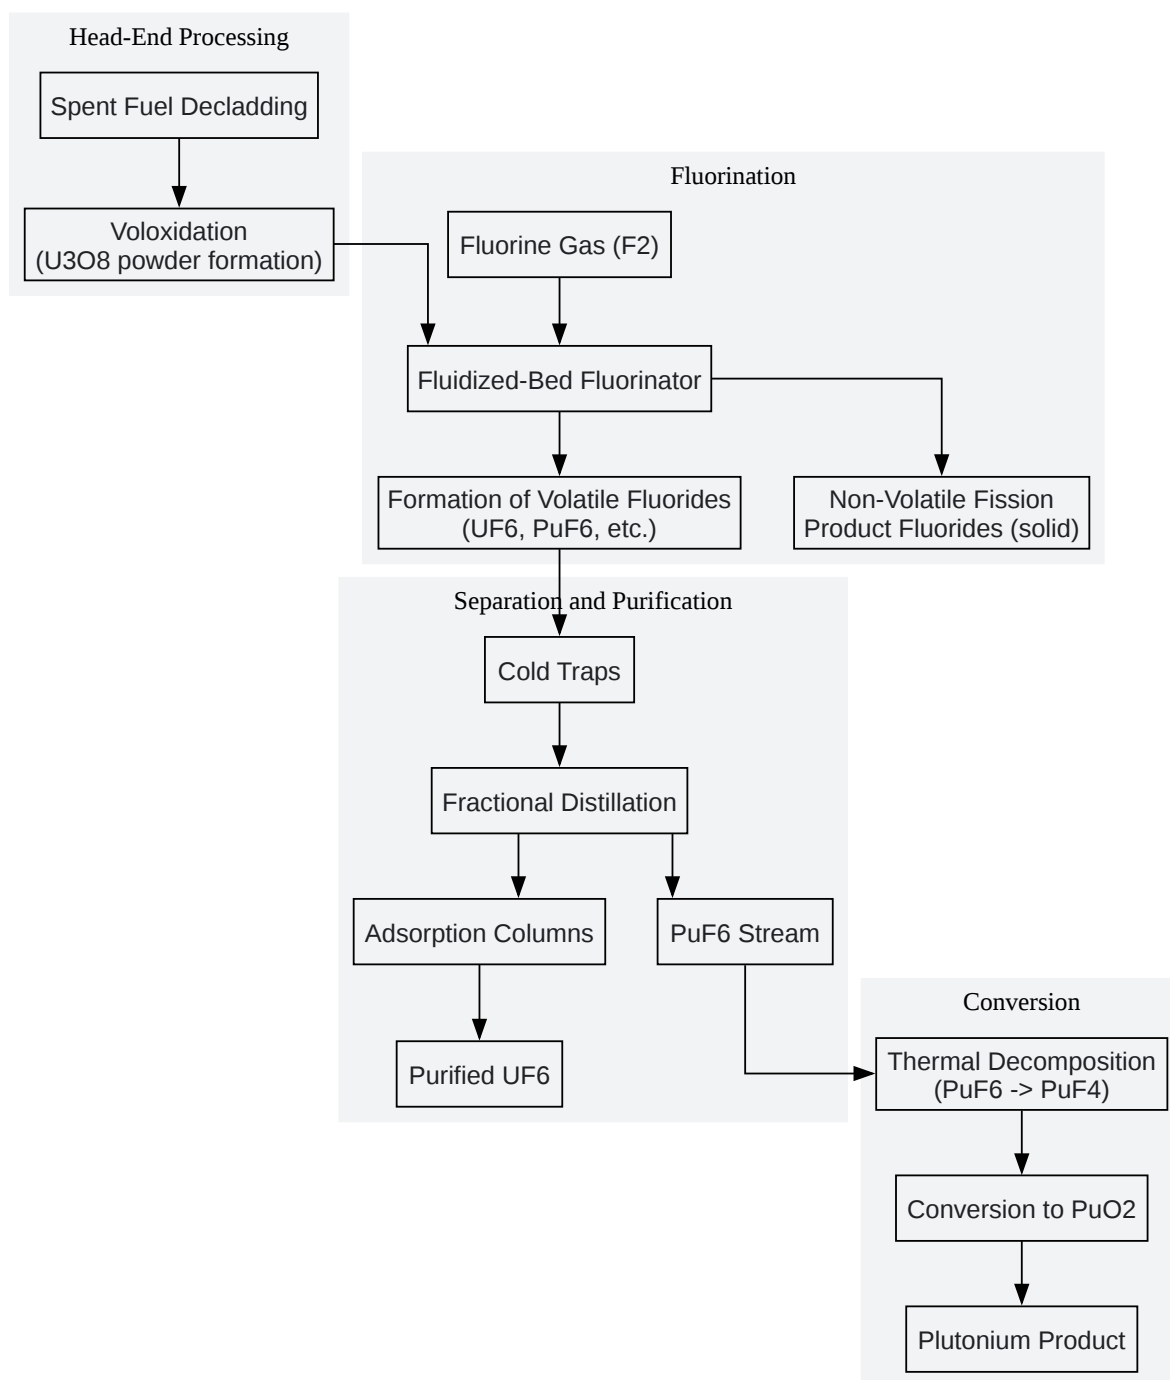 Head-End Processing
Spent Fuel Decladding
Voloxidation
(U3O8 powder formation)
Fluorination
Fluorine Gas (F2)
Fluidized-Bed Fluorinator
Formation of Volatile Fluorides
(UF6, PuF6, etc.)
Non-Volatile Fission
Product Fluorides (solid)
Separation and Purification
Cold Traps
Fractional Distillation
Adsorption Columns
PuF6 Stream
Purified UF6
Conversion
Thermal Decomposition
(PuF6 -> PuF4)
Conversion to PuO2
Plutonium Product